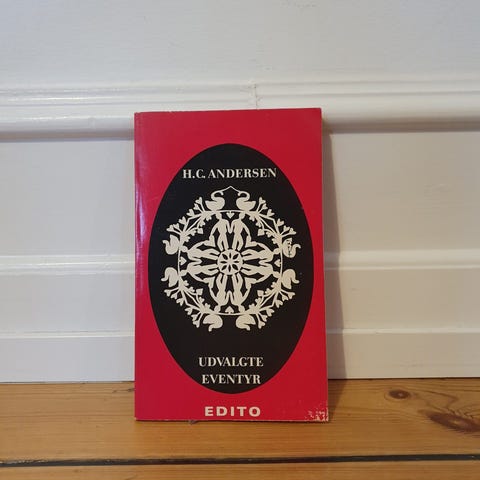 H.C. ANDERSEN
UDVALGTE
EVENTYR
EDITO